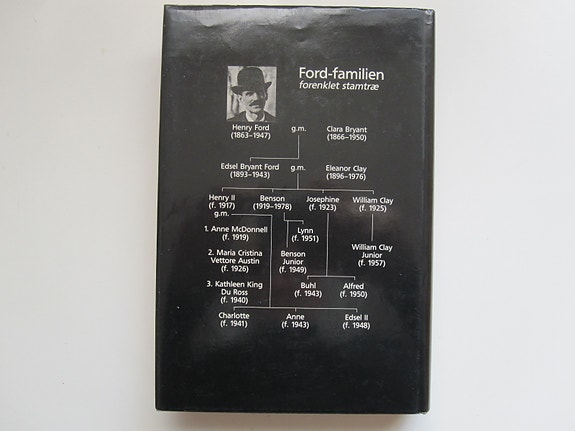 Ford-familien
forenklet stamtræ
Henry Ford
(1863–1947)
g.m.
Clara Bryant
(1866–1950)
Edsel Bryant Ford
(1893–1943)
g.m.
Eleanor Clay
(1896–1976)
Henry II
(f. 1917)
g.m.
Benson
(1919–1978)
Josephine
(f. 1923)
William Clay
(f. 1925)
1. Anne McDonnell
(f. 1919)
2. Maria Cristina
Vettore Austin
(f. 1926)
3. Kathleen King
Du Ross
(f. 1940)
Lynn
(f. 1951)
Benson
Junior
(f. 1949)
William Clay
Junior
(f. 1957)
Buhl
(f. 1943)
Alfred
(f. 1950)
Charlotte
(f. 1941)
Anne
(f. 1943)
Edsel II
(f. 1948)